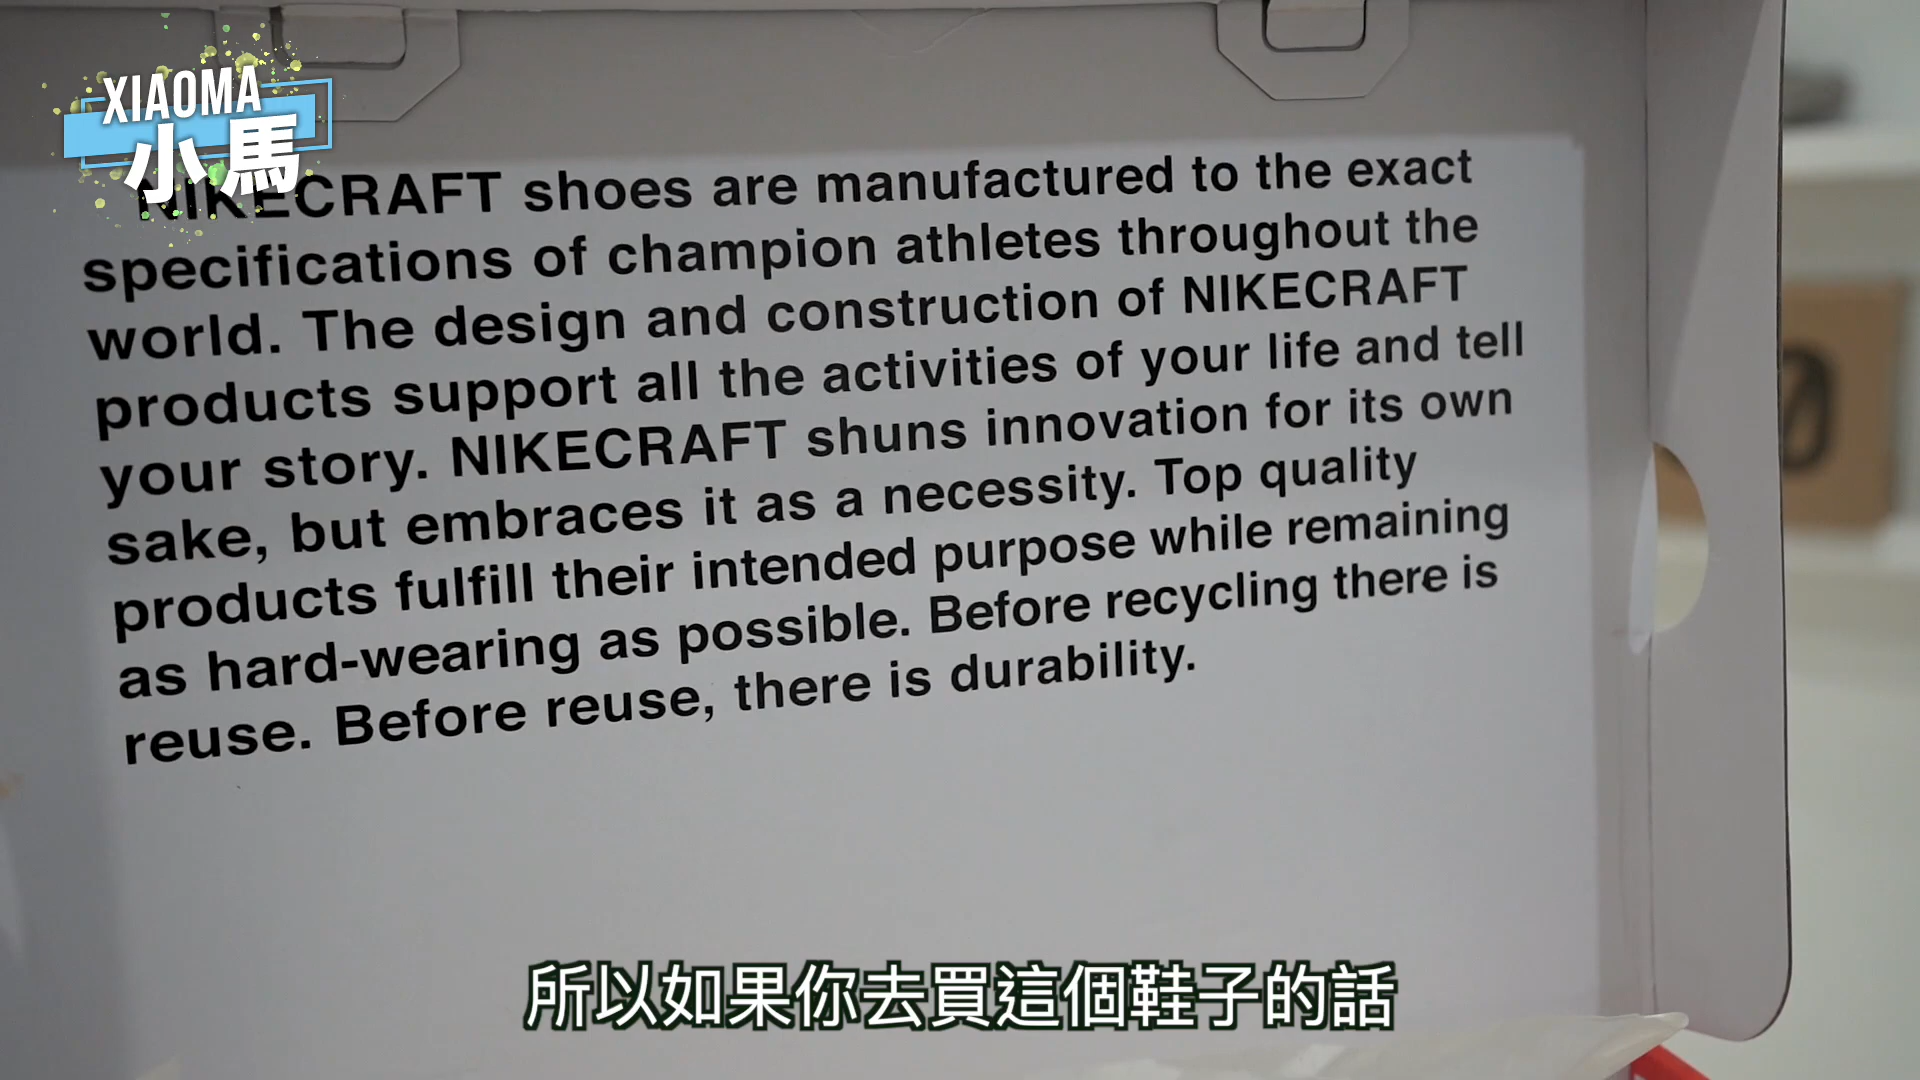 XIAOMA
小馬
NIKECRAFT shoes are manufactured to the exact
specifications of champion athletes throughout the
world. The design and construction of NIKECRAFT
products support all the activities of your life and tell
your story. NIKECRAFT shuns innovation for its own
sake, but embraces it as a necessity. Top quality
products fulfill their intended purpose while remaining
as hard-wearing as possible. Before recycling there is
reuse. Before reuse, there is durability.
所以如果你去買這個鞋子的話